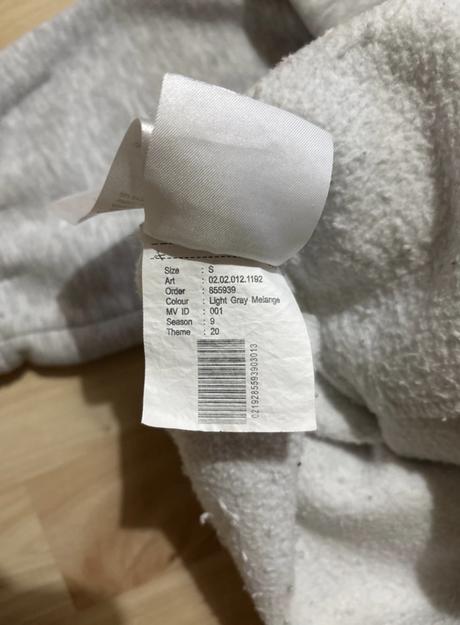 Size : S
Art : 02.02.012.1192
Order : 855939
Colour : Light Gray Melange
MV ID : 001
Season : 9
Theme : 20
0219285593903013